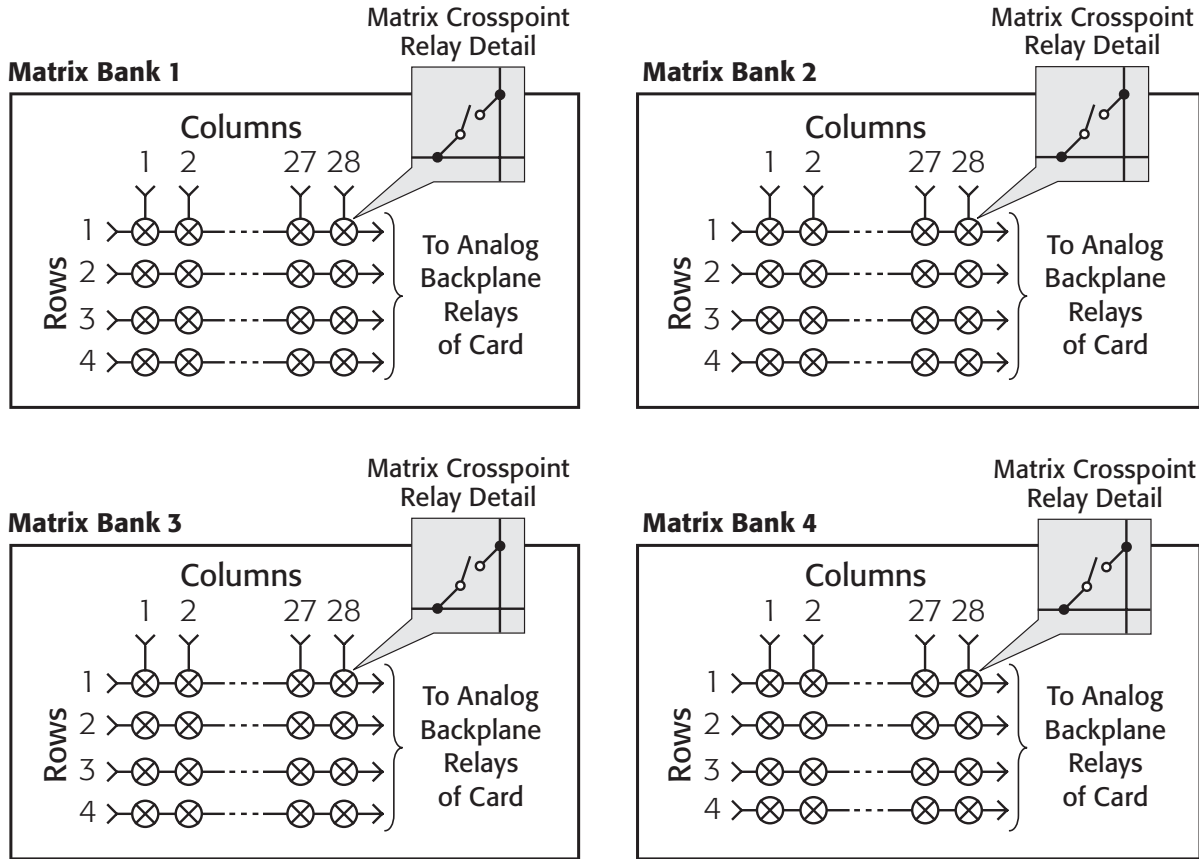 Matrix Crosspoint
Relay Detail
Matrix Bank 1
Columns
1 2 27 28
Rows
1
2
3
4
To Analog
Backplane
Relays
of Card
Matrix Crosspoint
Relay Detail
Matrix Bank 2
Columns
1 2 27 28
Rows
1
2
3
4
To Analog
Backplane
Relays
of Card
Matrix Crosspoint
Relay Detail
Matrix Bank 3
Columns
1 2 27 28
Rows
1
2
3
4
To Analog
Backplane
Relays
of Card
Matrix Crosspoint
Relay Detail
Matrix Bank 4
Columns
1 2 27 28
Rows
1
2
3
4
To Analog
Backplane
Relays
of Card